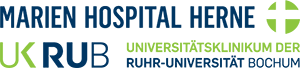 MARIEN HOSPITAL HERNE
UK RUB
UNIVERSITÄTSKLINIKUM DER
RUHR-UNIVERSITÄT BOCHUM